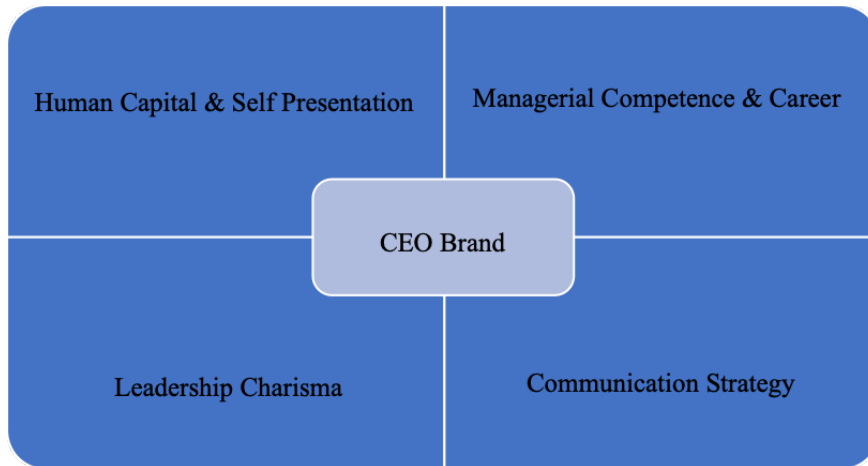 Human Capital & Self Presentation
Managerial Competence & Career
CEO Brand
Leadership Charisma
Communication Strategy